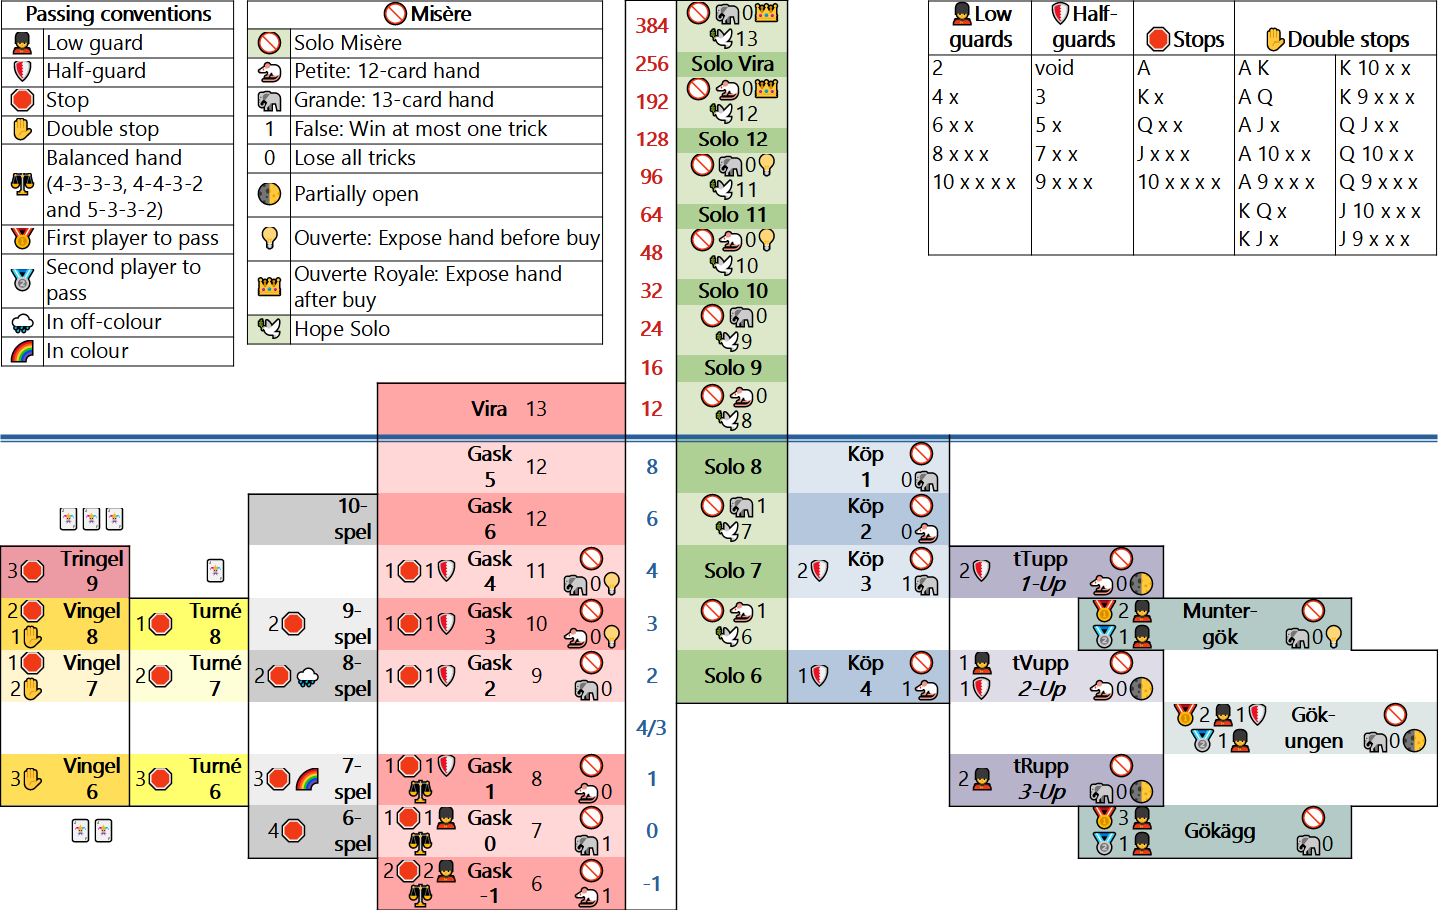 Passing conventions
Low guard
Half-guard
Stop
Double stop
Balanced hand
(4-3-3-3, 4-4-3-2
and 5-3-3-2)
First player to pass
Second player to
pass
In off-colour
In colour
Misère
Solo Misère
Petite: 12-card hand
Grande: 13-card hand
1 False: Win at most one trick
0 Lose all tricks
Partially open
Ouverte: Expose hand before buy
Ouverte Royale: Expose hand
after buy
Hope Solo
384 0
13
256 Solo Vira
192 0
12
128 Solo 12
96 0
11
64 Solo 11
48 0
10
32 Solo 10
24 0
9
16 Solo 9
12 0
8
Low
guards
Half-
guards
Stops
Double stops
2 void A A K K 10 x x
4 x 3 K x A Q K 9 x x x
6 x x 5 x Q x x A J x Q J x x
8 x x x 7 x x J x x x A 10 x x Q 10 x x
10 x x x x 9 x x x 10 x x x x A 9 x x x Q 9 x x x
K Q x J 10 x x x
K J x J 9 x x x
Vira 13
Gask
5 12
8 Solo 8
Köp
1 0
10-
spel
Gask
6 12
6 1
7
Köp
2 0
3 Tringel
9
1 1 Gask
4 11 0
4 Solo 7
2 Köp
3 1
2 tTupp
1-Up 0
2 Vingel
1 8
1 Turné
8
2 9-
spel
1 1 Gask
3 10 0
3 1
6
2 Munter-
1 gök 0
1 Vingel
2 7
2 Turné
7
2 8-
spel
1 1 Gask
2 9 0
2 Solo 6
1 Köp
4 1
1 tVupp
1 2-Up 0
4/3
2 1 Gök-
1 ungen 0
3 Vingel
6
3 Turné
6
3 7-
spel
1 1 Gask
1 8 0
1
2 tRupp
3-Up 0
4 6-
spel
1 1 Gask
0 7 1
0
3
1 Gökägg 0
2 2 Gask
-1 6 1
-1